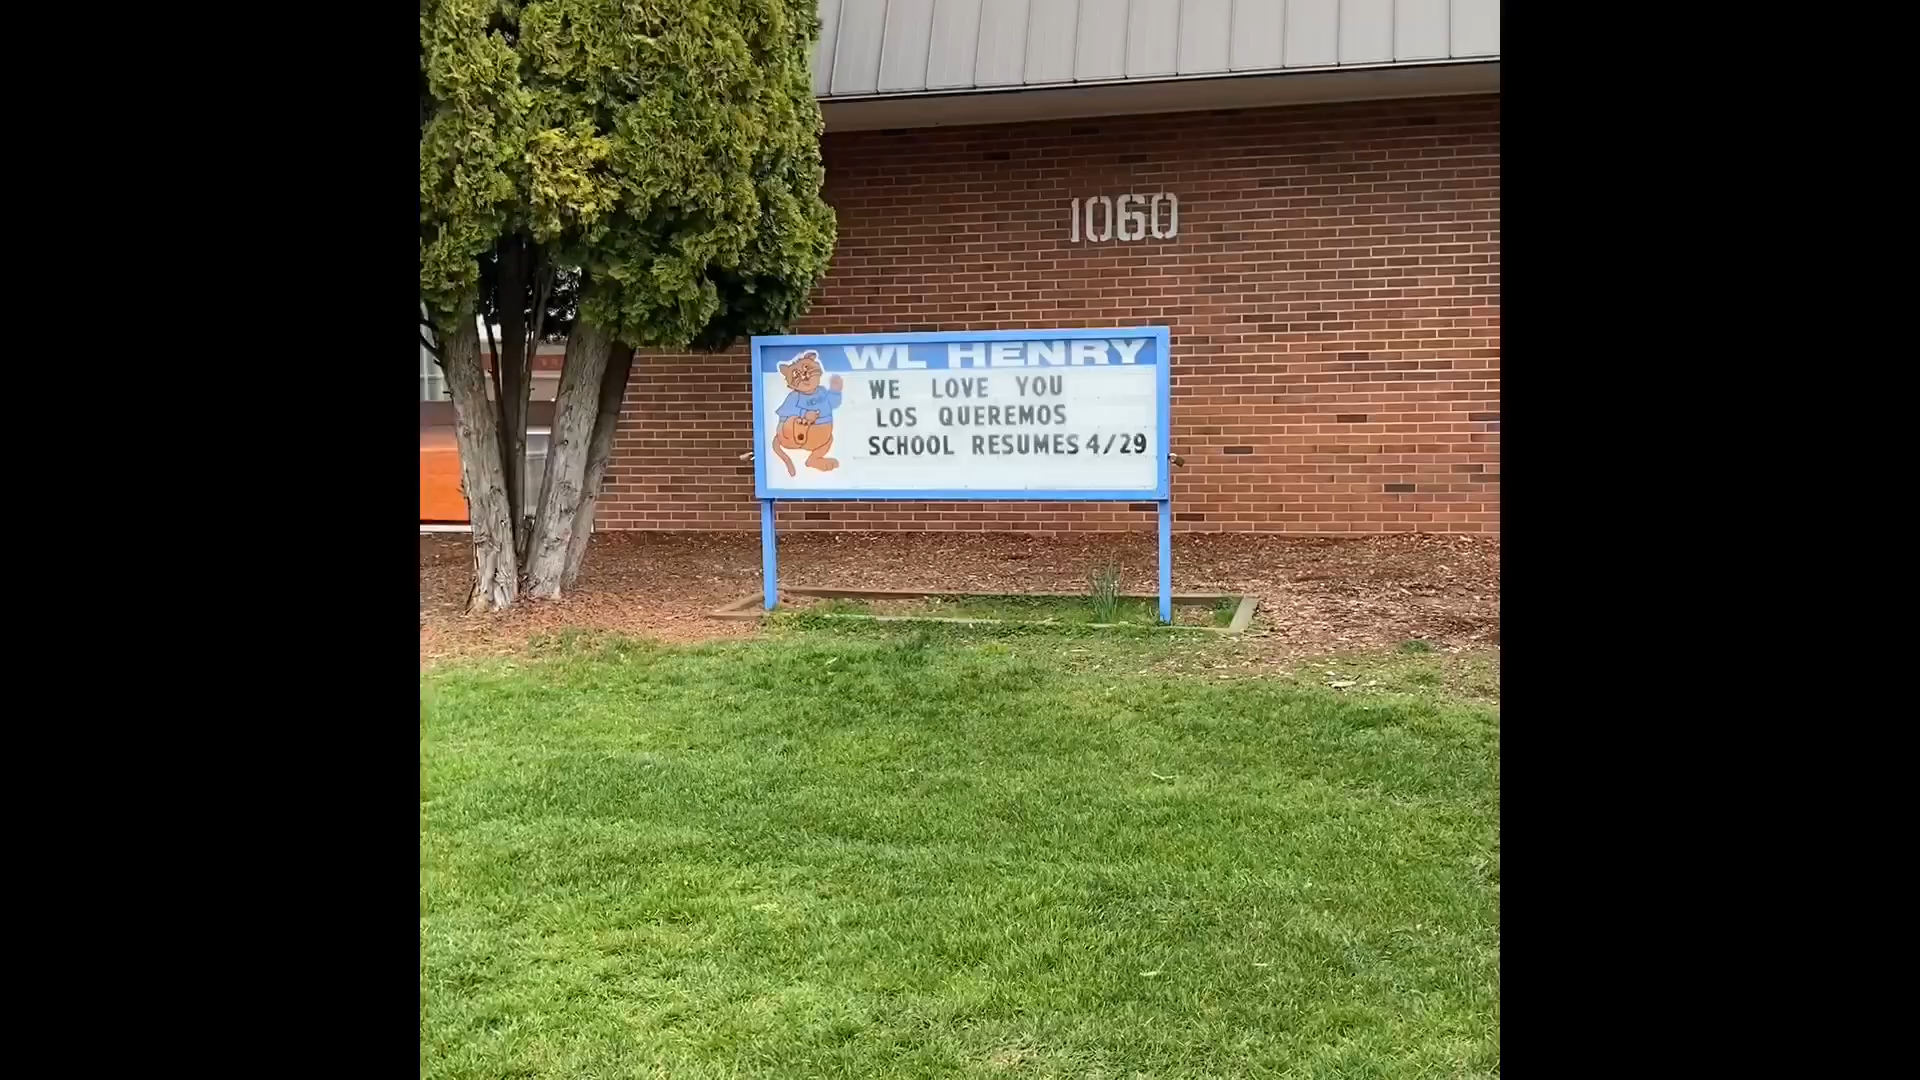 1060
WL HENRY
WE LOVE YOU
LOS QUEREMOS
SCHOOL RESUMES 4/29